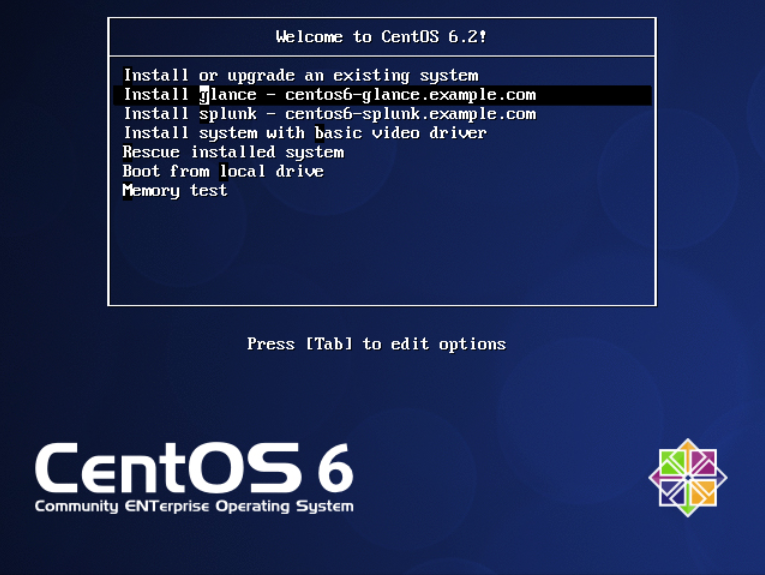 Welcome to CentOS 6.2!
Install or upgrade an existing system
Install glance - centos6-glance.example.com
Install splunk - centos6-splunk.example.com
Install system with basic video driver
Rescue installed system
Boot from local drive
Memory test
Press [Tab] to edit options
CentOS 6
Community ENTerprise Operating System